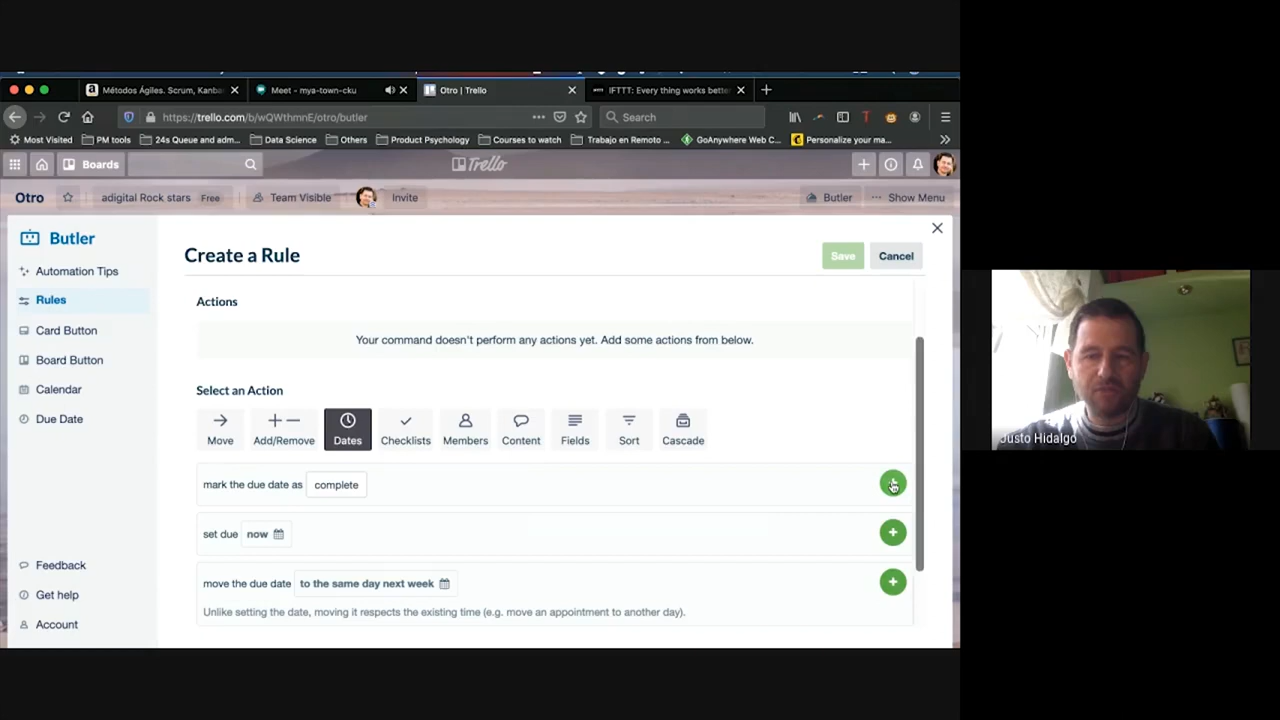 Métodos Ágiles. Scrum, Kanba
Meet - mya-town-cku
Otro | Trello
IFTTT: Every thing works better
https://trello.com/b/wQWthmnE/otro/butler
Search
Most Visited
PM tools
24s Queue and adm...
Data Science
Others
Product Psychology
Courses to watch
Trabajo en Remoto ...
GoAnywhere Web C...
Personalize your ma...
Boards
Trello
Otro
adigital Rock stars
Free
Team Visible
Invite
Butler
Show Menu
Butler
Automation Tips
Rules
Card Button
Board Button
Calendar
Due Date
Feedback
Get help
Account
Create a Rule
Save
Cancel
Actions
Your command doesn't perform any actions yet. Add some actions from below.
Select an Action
Move
Add/Remove
Dates
Checklists
Members
Content
Fields
Sort
Cascade
mark the due date as complete
set due now
move the due date to the same day next week
Unlike setting the date, moving it respects the existing time (e.g. move an appointment to another day).
Justo Hidalgo